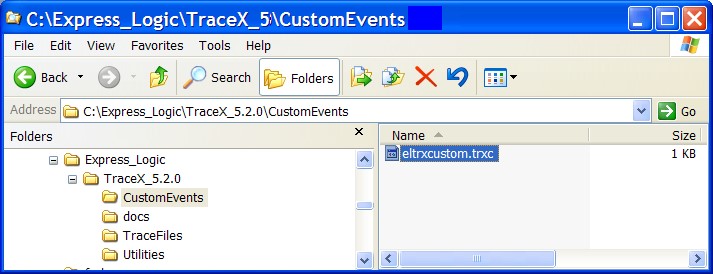 C:\Express_Logic\TraceX_5\CustomEvents
File Edit View Favorites Tools Help
Back Search Folders
Address C:\Express_Logic\TraceX_5.2.0\CustomEvents Go
Folders
Express_Logic
TraceX_5.2.0
CustomEvents
docs
TraceFiles
Utilities
Name Size
eltrxcustom.trxc 1 KB